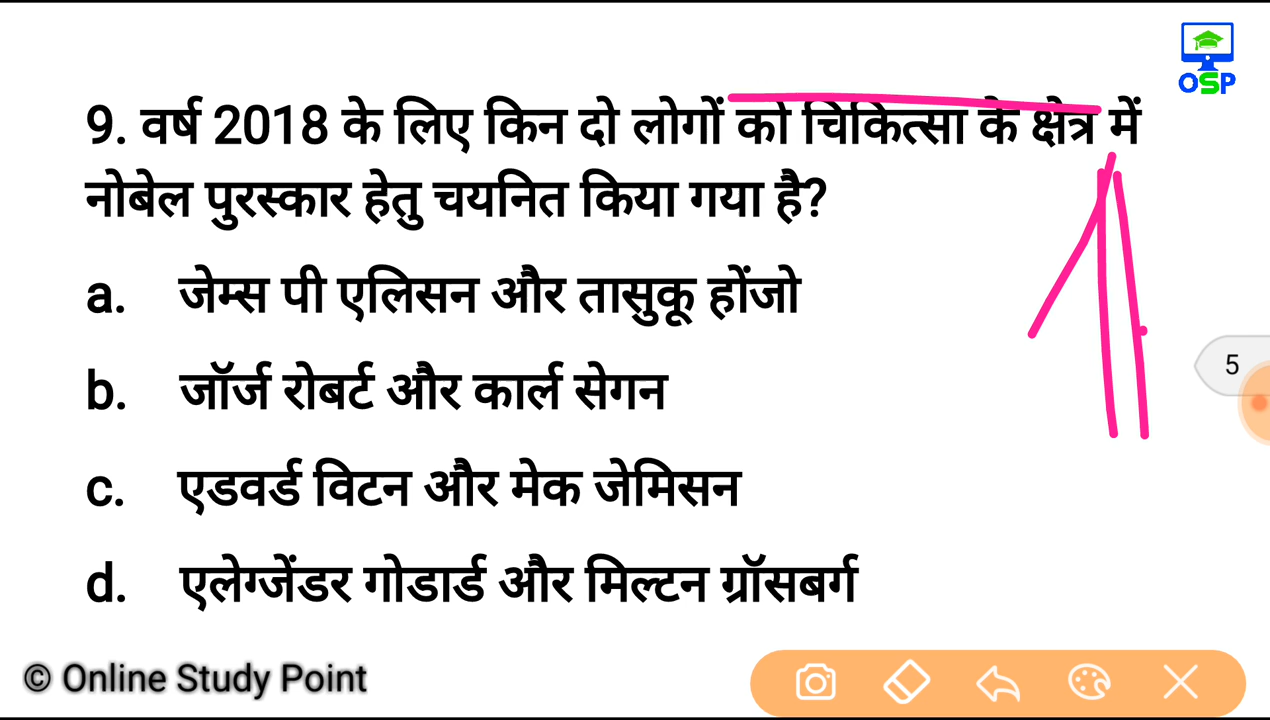 OSP
9. वर्ष 2018 के लिए किन दो लोगों को चिकित्सा के क्षेत्र में
नोबेल पुरस्कार हेतु चयनित किया गया है?
a. जेम्स पी एलिसन और तासुकू होंजो
5
b. जॉर्ज रोबर्ट और कार्ल सेगन
c. एडवर्ड विटन और मेक जेमिसन
d. एलेग्जेंडर गोडार्ड और मिल्टन ग्रॉसबर्ग
© Online Study Point